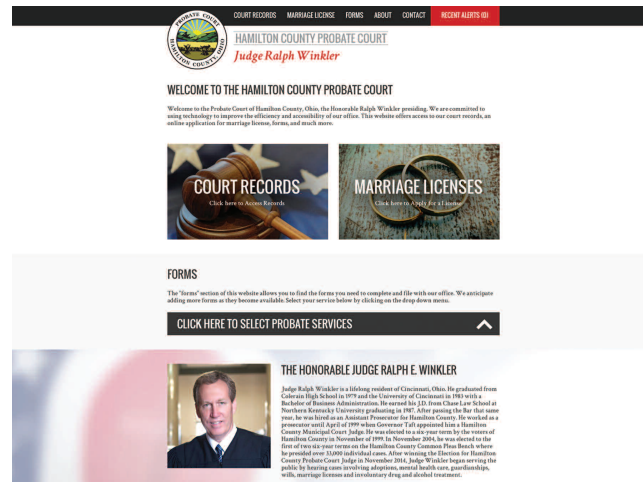 COURT RECORDS MARRIAGE LICENSE FORMS ABOUT CONTACT RECENT ALERTS (0)
PROBATE COURT
HAMILTON COUNTY, OHIO
HAMILTON COUNTY PROBATE COURT
Judge Ralph Winkler
WELCOME TO THE HAMILTON COUNTY PROBATE COURT
Welcome to the Probate Court of Hamilton County, Ohio, the Honorable Ralph Winkler presiding. We are committed to
using technology to improve the efficiency and accessibility of our office. This website offers access to our court records, an
online application for marriage license, forms, and much more.
COURT RECORDS
Click here to Access Records
MARRIAGE LICENSES
Click here to Apply for a License
FORMS
The "forms" section of this website allows you to find the forms you need to complete and file with our office. We anticipate
adding more forms as they become available. Select your service below by clicking on the drop down menu.
CLICK HERE TO SELECT PROBATE SERVICES
THE HONORABLE JUDGE RALPH E. WINKLER
Judge Ralph Winkler is a lifelong resident of Cincinnati, Ohio. He graduated from
Colerain High School in 1979 and the University of Cincinnati in 1983 with a
Bachelor of Business Administration. He earned his J.D. from Chase Law School at
Northern Kentucky University graduating in 1987. After passing the Bar that same
year, he was hired as an Assistant Prosecutor for Hamilton County. He worked as a
prosecutor until April of 1999 when Governor Taft appointed him a Hamilton
County Municipal Court Judge. He was elected to a six-year term by the voters of
Hamilton County in November of 1999. In November 2004, he was elected to the
first of two six-year terms on the Hamilton County Common Pleas Bench where
he presided over 33,000 individual cases. After winning the Election for Hamilton
County Probate Court Judge in November 2014, Judge Winkler began serving the
public by hearing cases involving adoptions, mental health care, guardianships,
wills, marriage licenses and involuntary drug and alcohol treatment.